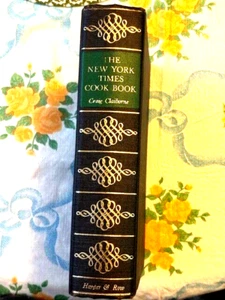 THE
NEW YORK
TIMES
COOK BOOK
Craig Claiborne
Harper & Row